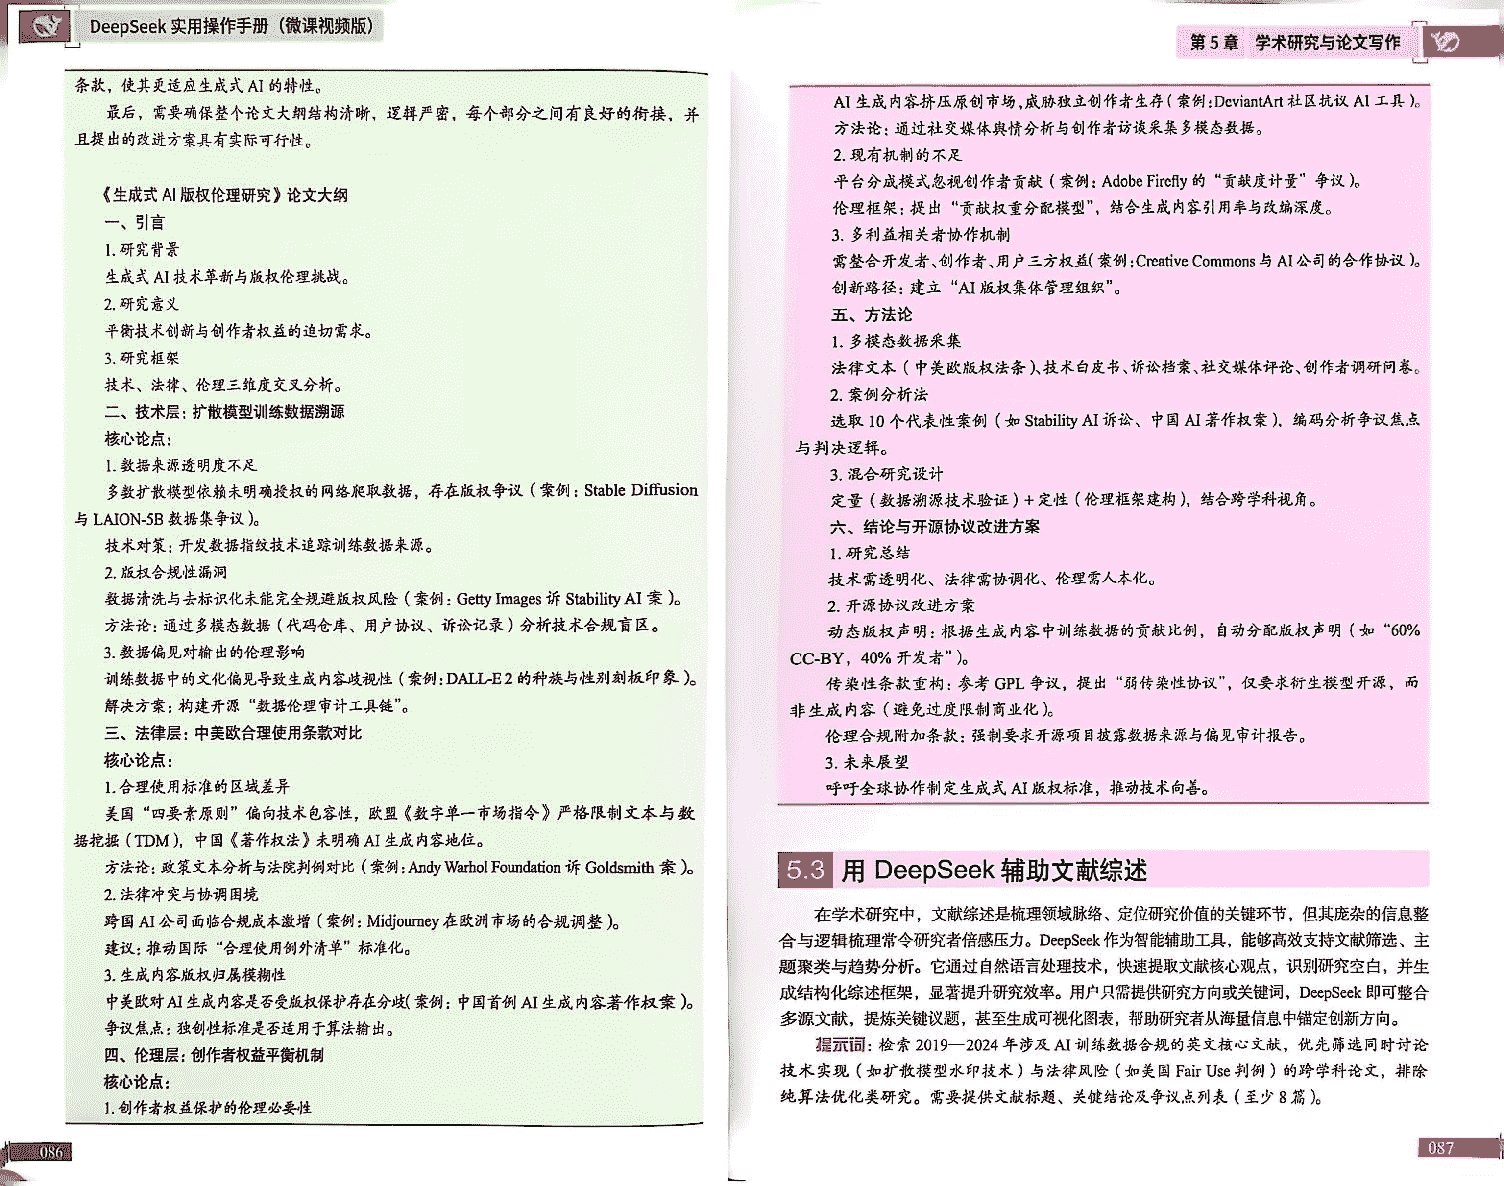 DeepSeek 实用操作手册（微课视频版）
条款，使其更适应生成式 AI 的特性。
最后，需要确保整个论文大纲结构清晰，逻辑严密，每个部分之间有良好的衔接，并
且提出的改进方案具有实际可行性。
《生成式 AI 版权伦理研究》论文大纲
一、引言
1. 研究背景
生成式 AI 技术革新与版权伦理挑战。
2. 研究意义
平衡技术创新与创作者权益的迫切需求。
3. 研究框架
技术、法律、伦理三维度交叉分析。
二、技术层：扩散模型训练数据溯源
核心论点：
1. 数据来源透明度不足
多数扩散模型依赖未明确授权的网络爬取数据，存在版权争议（案例：Stable Diffusion
与 LAION-5B 数据集争议）。
技术对策：开发数据指纹技术追踪训练数据来源。
2. 版权合规性漏洞
数据清洗与去标识化未能完全规避版权风险（案例：Getty Images 诉 Stability AI 案）。
方法论：通过多模态数据（代码仓库、用户协议、诉讼记录）分析技术合规盲区。
3. 数据偏见对输出的伦理影响
训练数据中的文化偏见导致生成内容歧视性（案例：DALL-E 2 的种族与性别刻板印象）。
解决方案：构建开源“数据伦理审计工具链”。
三、法律层：中美欧合理使用条款对比
核心论点：
1. 合理使用标准的区域差异
美国“四要素原则”偏向技术包容性，欧盟《数字单一市场指令》严格限制文本与数
据挖掘（TDM），中国《著作权法》未明确 AI 生成内容地位。
方法论：政策文本分析与法院判例对比（案例：Andy Warhol Foundation 诉 Goldsmith 案）。
2. 法律冲突与协调困境
跨国 AI 公司面临合规成本激增（案例：Midjourney 在欧洲市场的合规调整）。
建议：推动国际“合理使用例外清单”标准化。
3. 生成内容版权归属模糊性
中美欧对 AI 生成内容是否受版权保护存在分歧（案例：中国首例 AI 生成内容著作权案）。
争议焦点：独创性标准是否适用于算法输出。
四、伦理层：创作者权益平衡机制
核心论点：
1. 创作者权益保护的伦理必要性
086
第 5 章 学术研究与论文写作
AI 生成内容挤压原创市场，威胁独立创作者生存（案例：DeviantArt 社区抗议 AI 工具）。
方法论：通过社交媒体舆情分析与创作者访谈采集多模态数据。
2. 现有机制的不足
平台分成模式忽视创作者贡献（案例：Adobe Firefly 的“贡献度计量”争议）。
伦理框架：提出“贡献权重分配模型”，结合生成内容引用率与改编深度。
3. 多利益相关者协作机制
需整合开发者、创作者、用户三方权益（案例：Creative Commons 与 AI 公司的合作协议）。
创新路径：建立“AI 版权集体管理组织”。
五、方法论
1. 多模态数据采集
法律文本（中美欧版权法条）、技术白皮书、诉讼档案、社交媒体评论、创作者调研问卷。
2. 案例分析法
选取 10 个代表性案例（如 Stability AI 诉讼、中国 AI 著作权案），编码分析争议焦点
与判决逻辑。
3. 混合研究设计
定量（数据溯源技术验证）+ 定性（伦理框架建构），结合跨学科视角。
六、结论与开源协议改进方案
1. 研究总结
技术需透明化、法律需协调化、伦理需人本化。
2. 开源协议改进方案
动态版权声明：根据生成内容中训练数据的贡献比例，自动分配版权声明（如“60%
CC-BY，40% 开发者”）。
传染性条款重构：参考 GPL 争议，提出“弱传染性协议”，仅要求衍生模型开源，而
非生成内容（避免过度限制商业化）。
伦理合规附加条款：强制要求开源项目披露数据来源与偏见审计报告。
3. 未来展望
呼吁全球协作制定生成式 AI 版权标准，推动技术向善。
5.3 用 DeepSeek 辅助文献综述
在学术研究中，文献综述是梳理领域脉络、定位研究价值的关键环节，但其庞杂的信息整
合与逻辑梳理常令研究者倍感压力。DeepSeek 作为智能辅助工具，能够高效支持文献筛选、主
题聚类与趋势分析。它通过自然语言处理技术，快速提取文献核心观点，识别研究空白，并生
成结构化综述框架，显著提升研究效率。用户只需提供研究方向或关键词，DeepSeek 即可整合
多源文献，提炼关键议题，甚至生成可视化图表，帮助研究者从海量信息中锚定创新方向。
提示词：检索 2019—2024 年涉及 AI 训练数据合规的英文核心文献，优先筛选同时讨论
技术实现（如扩散模型水印技术）与法律风险（如美国 Fair Use 判例）的跨学科论文，排除
纯算法优化类研究。需要提供文献标题、关键结论及争议点列表（至少 8 篇）。
087